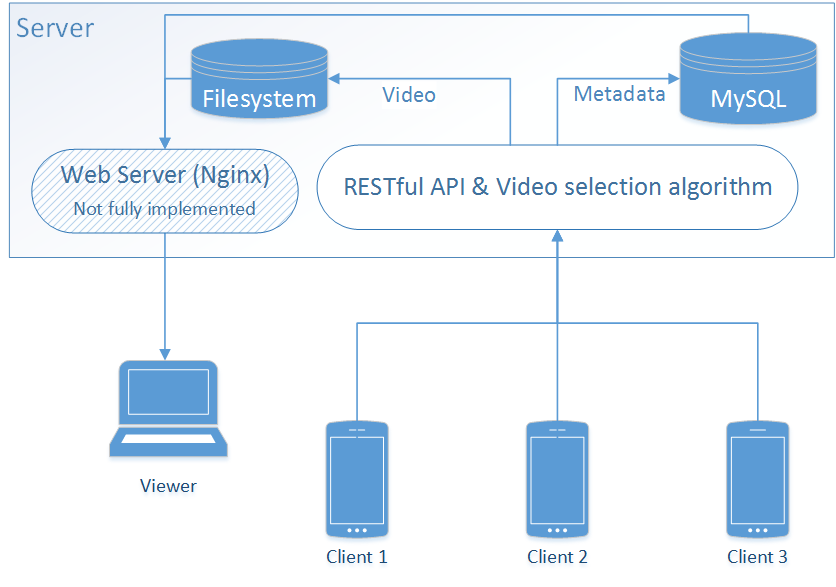 Server
Filesystem
Video
Metadata
MySQL
Web Server (Nginx)
Not fully implemented
RESTful API & Video selection algorithm
Viewer
Client 1
Client 2
Client 3